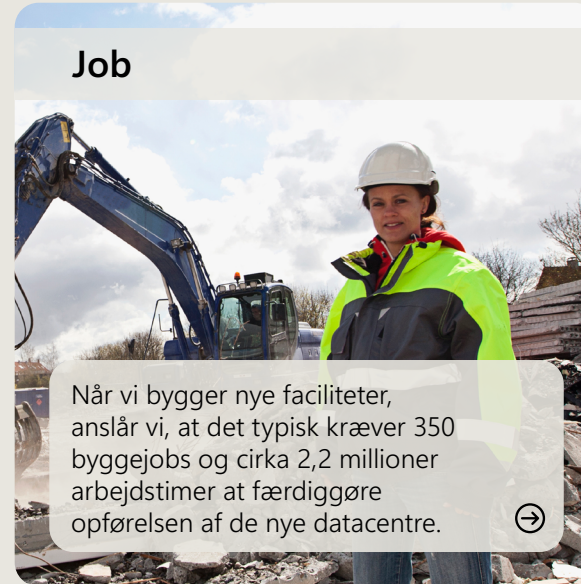 Job
Når vi bygger nye faciliteter,
anslår vi, at det typisk kræver 350
byggejobs og cirka 2,2 millioner
arbejdstimer at færdiggøre
opførelsen af de nye datacentre.